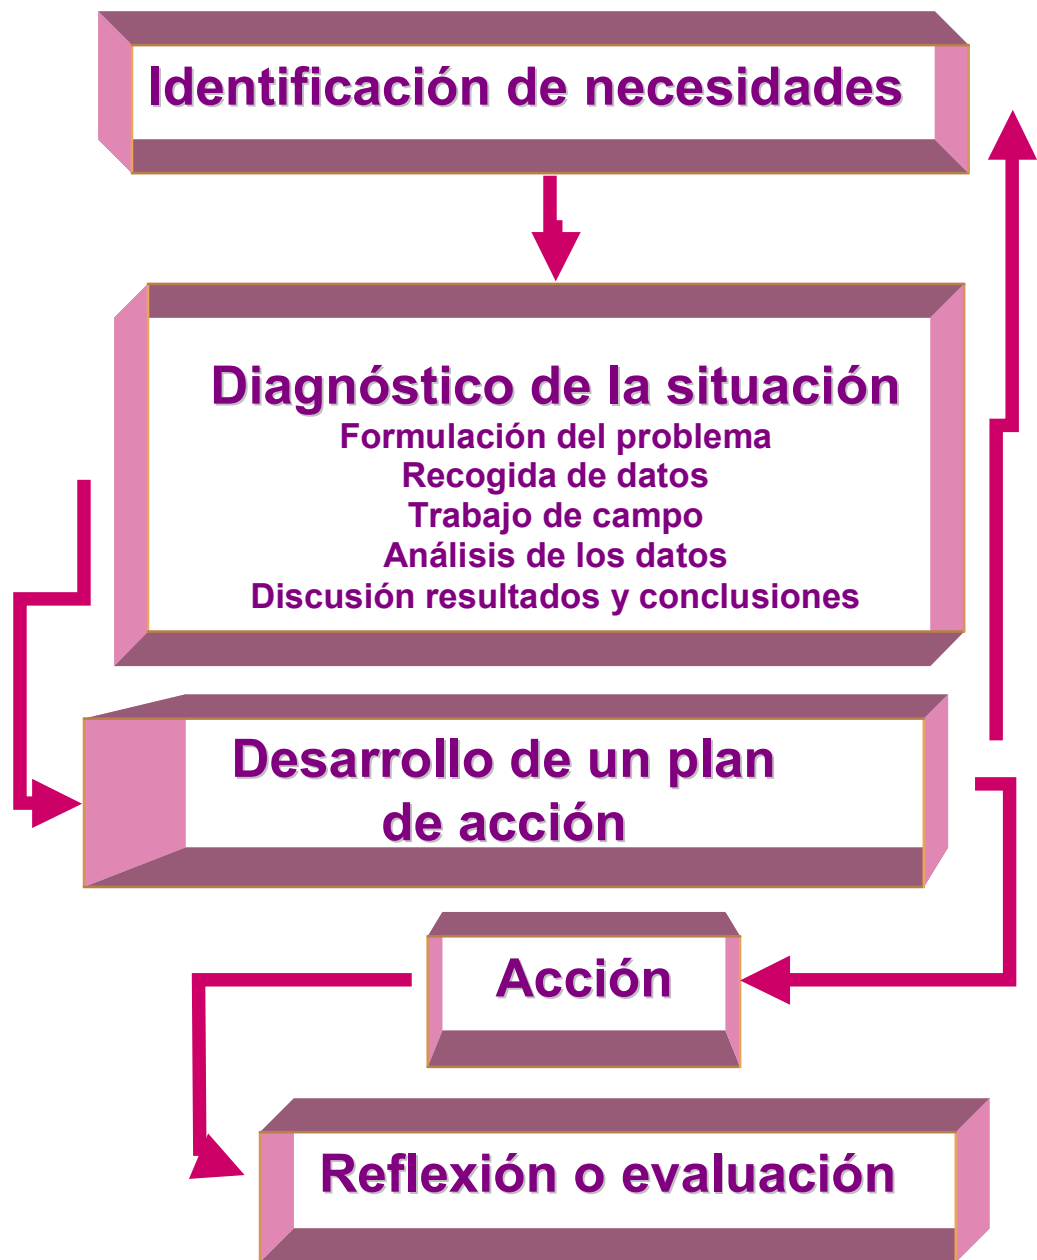 Identificación de necesidades
Diagnóstico de la situación
Formulación del problema
Recogida de datos
Trabajo de campo
Análisis de los datos
Discusión resultados y conclusiones
Desarrollo de un plan
de acción
Acción
Reflexión o evaluación